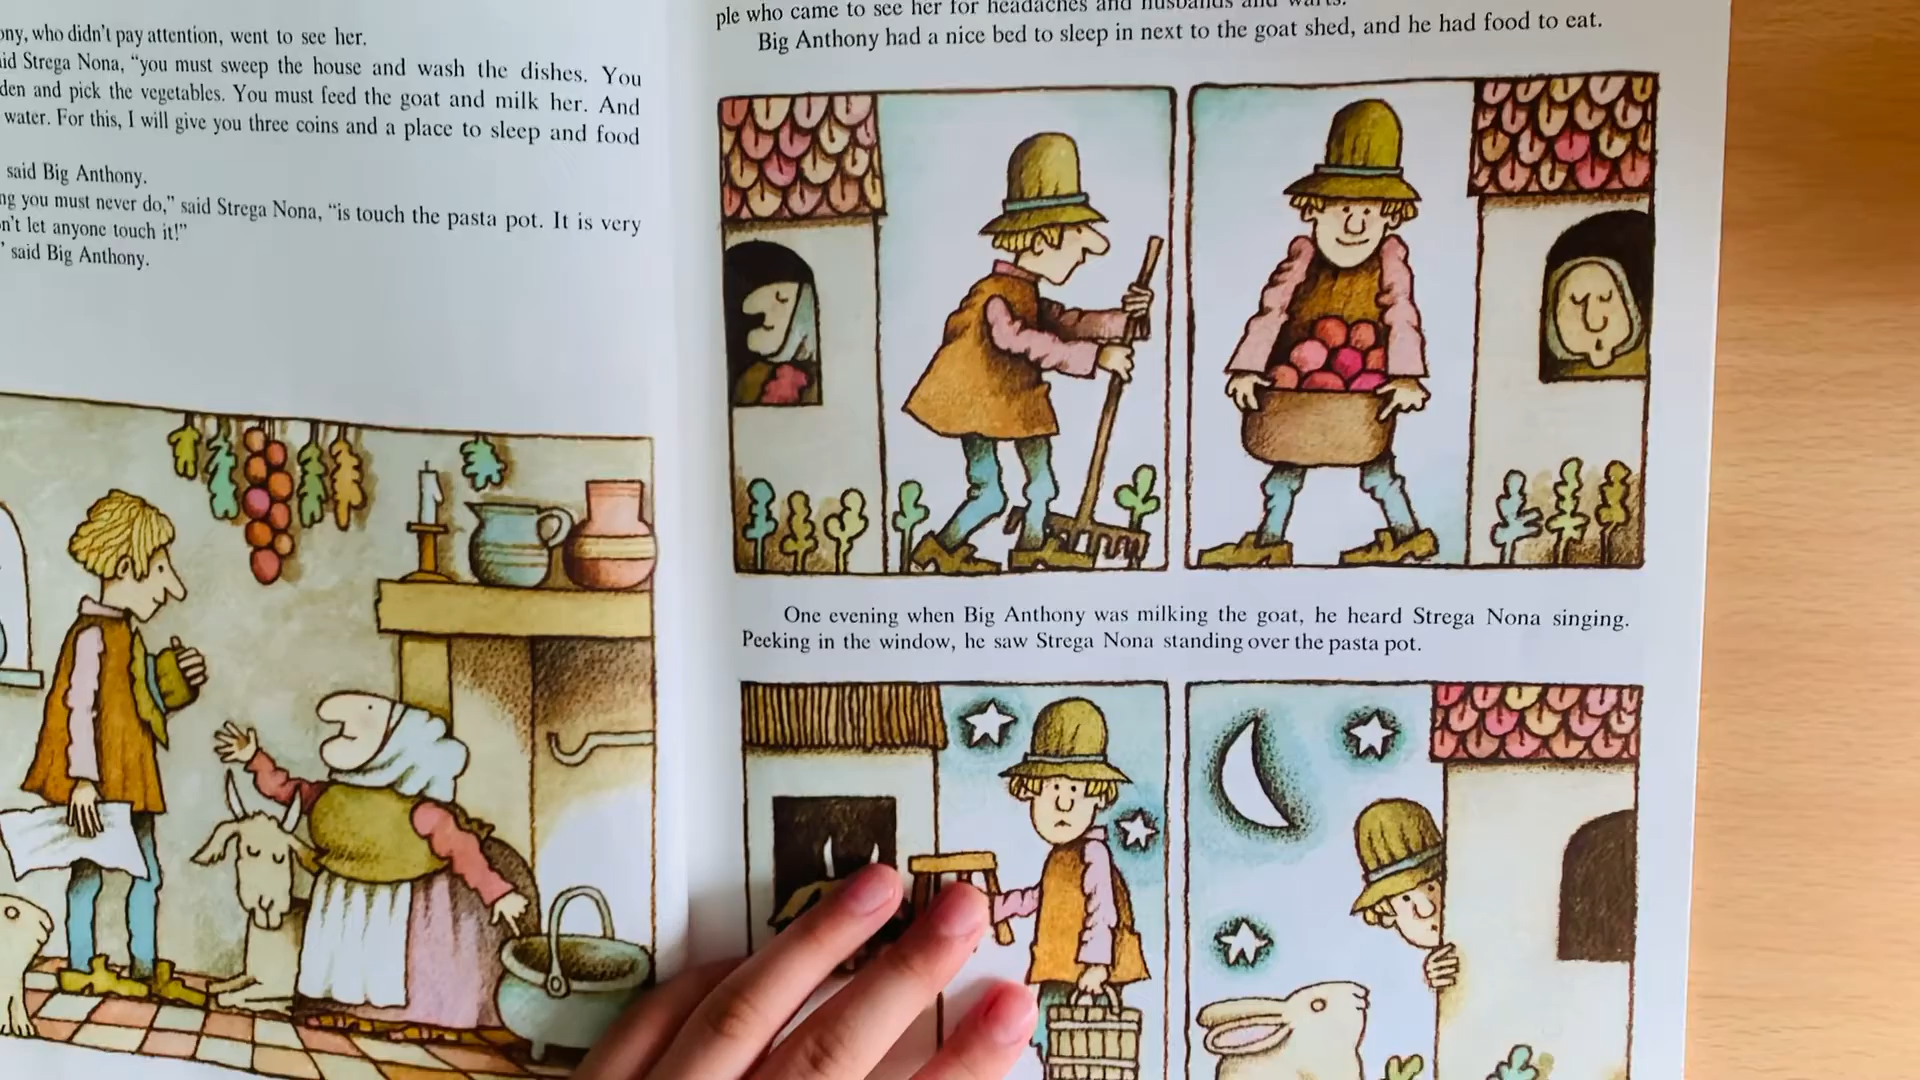 ony, who didn't pay attention, went to see her.
id Strega Nona, “you must sweep the house and wash the dishes. You
den and pick the vegetables. You must feed the goat and milk her. And
water. For this, I will give you three coins and a place to sleep and food
said Big Anthony.
ng you must never do,” said Strega Nona, “is touch the pasta pot. It is very
n't let anyone touch it!”
” said Big Anthony.
ple who came to see her for headaches and husbands and warts.
Big Anthony had a nice bed to sleep in next to the goat shed, and he had food to eat.
One evening when Big Anthony was milking the goat, he heard Strega Nona singing.
Peeking in the window, he saw Strega Nona standing over the pasta pot.